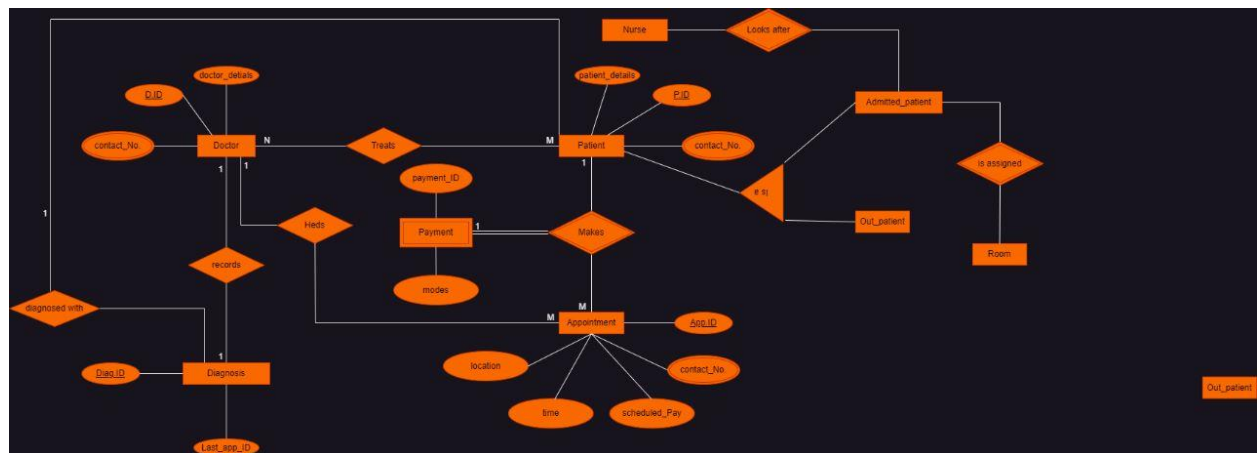 Nurse
Looks after
doctor_detials
patient_details
D.ID
P.ID
Admitted_patient
contact_No.
Doctor
1
N
Treats
M
Patient
1
contact_No.
is assigned
1
payment_ID
1
Heds
Payment
1
Makes
Out_patient
records
Room
modes
diagnosed with
M
M
Appointment
App.ID
1
location
contact_No.
Diag.ID
Diagnosis
Out_patient
time
scheduled_Pay
Last_app_ID